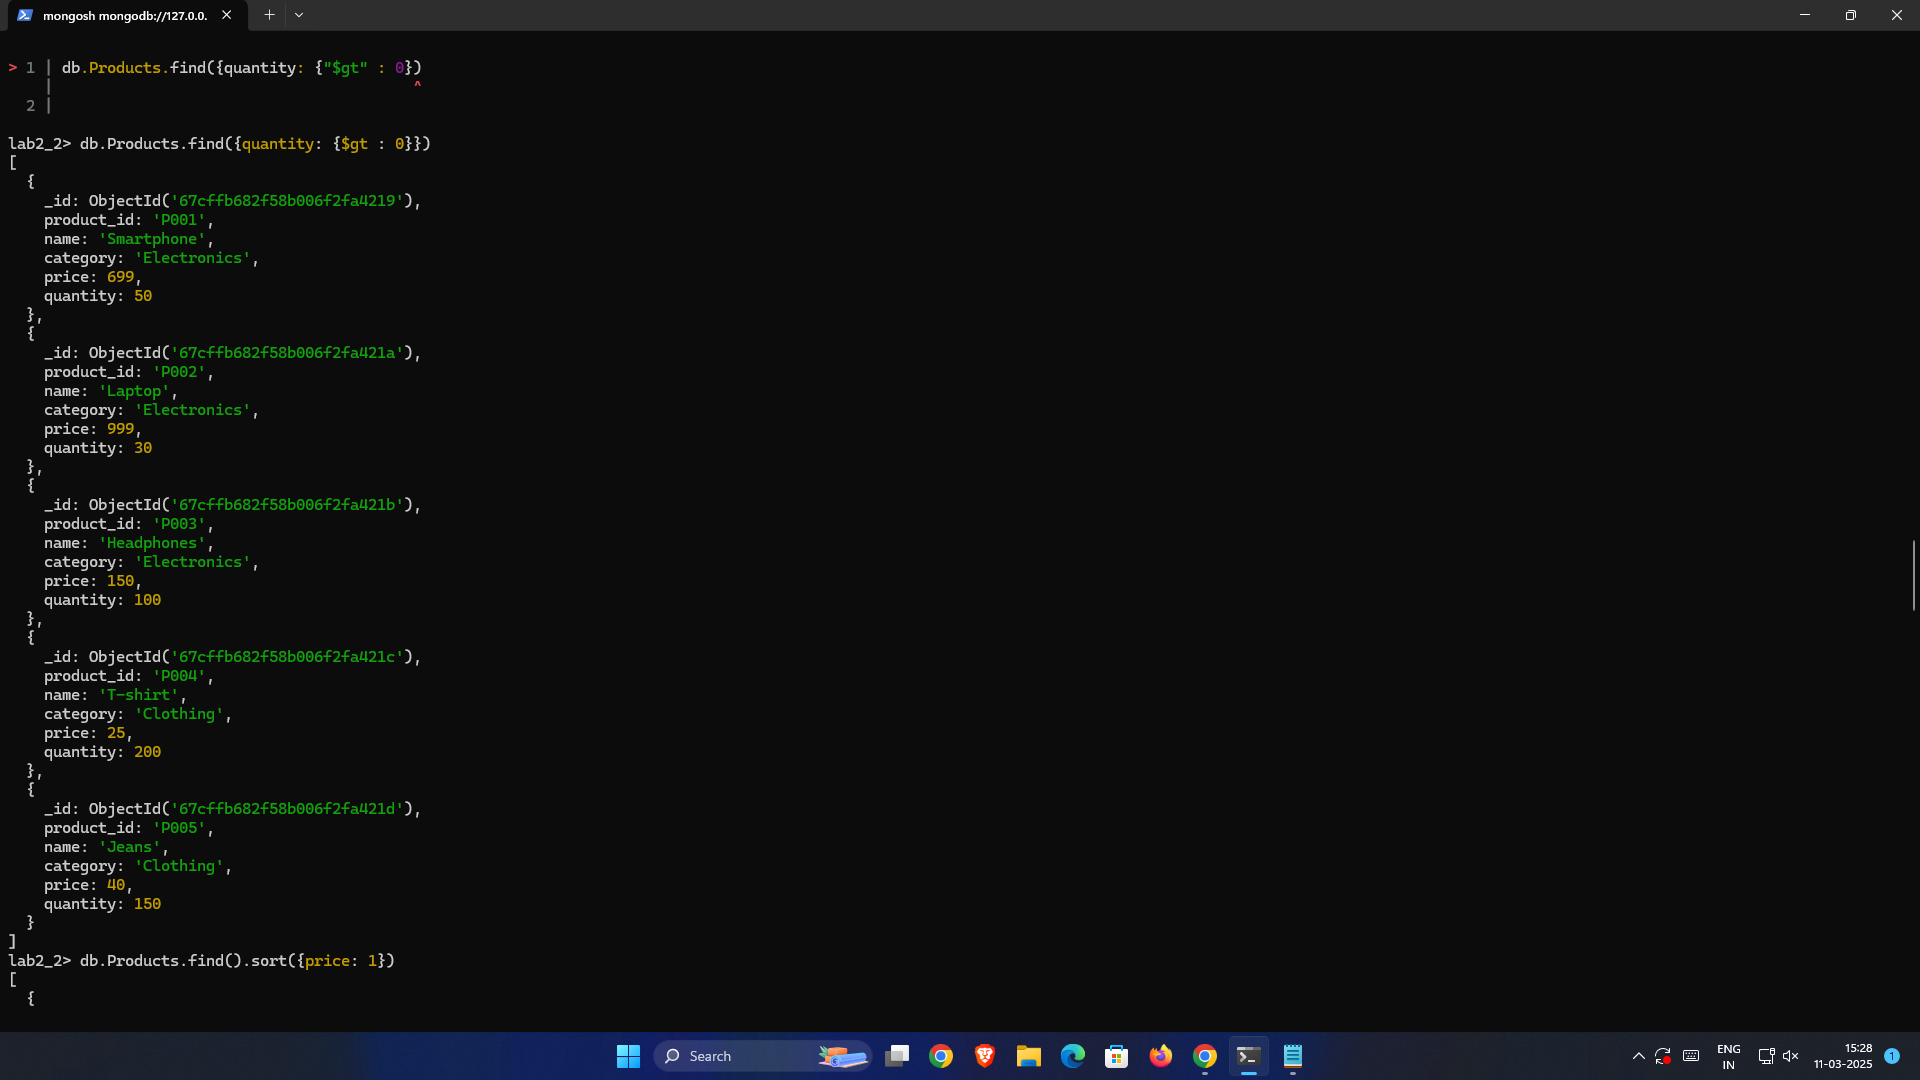 mongosh mongodb://127.0.0.
> 1 | db.Products.find({quantity: {"$gt" : 0})
|                                        ^
2 |
lab2_2> db.Products.find({quantity: {$gt : 0}})
[
  {
    _id: ObjectId('67cffb682f58b006f2fa4219'),
    product_id: 'P001',
    name: 'Smartphone',
    category: 'Electronics',
    price: 699,
    quantity: 50
  },
  {
    _id: ObjectId('67cffb682f58b006f2fa421a'),
    product_id: 'P002',
    name: 'Laptop',
    category: 'Electronics',
    price: 999,
    quantity: 30
  },
  {
    _id: ObjectId('67cffb682f58b006f2fa421b'),
    product_id: 'P003',
    name: 'Headphones',
    category: 'Electronics',
    price: 150,
    quantity: 100
  },
  {
    _id: ObjectId('67cffb682f58b006f2fa421c'),
    product_id: 'P004',
    name: 'T-shirt',
    category: 'Clothing',
    price: 25,
    quantity: 200
  },
  {
    _id: ObjectId('67cffb682f58b006f2fa421d'),
    product_id: 'P005',
    name: 'Jeans',
    category: 'Clothing',
    price: 40,
    quantity: 150
  }
]
lab2_2> db.Products.find().sort({price: 1})
[
  {
Search
ENG
IN
15:28
11-03-2025
1